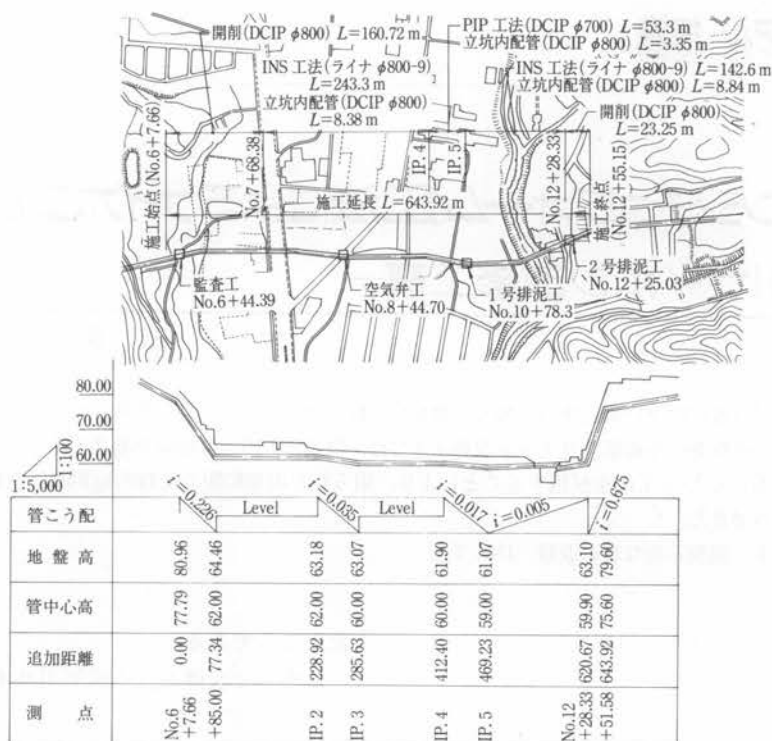 開削(DCIP φ800) L=160.72 m
PIP 工法(DCIP φ700) L=53.3 m
立坑内配管(DCIP φ800) L=3.35 m
INS 工法(ライナ φ800-9)
L=243.3 m
立坑内配管(DCIP φ800)
L=8.38 m
INS 工法(ライナ φ800-9) L=142.6 m
立坑内配管(DCIP φ800)
L=8.84 m
開削(DCIP φ800)
L=23.25 m
施工始点(No.6+7.66)
No.7+68.38
IP. 4
IP. 5
No.12+28.33
施工終点
(No.12+55.15)
施工延長 L=643.92 m
監査工
No.6+44.39
空気弁工
No.8+44.70
1 号排泥工
No.10+78.3
2 号排泥工
No.12+25.03
80.00
70.00
60.00
1:100
1:5,000
管こう配
i=0.226
Level
i=0.035
Level
i=0.017
i=0.005
i=0.675
地盤高
80.96
64.46
63.18
63.07
61.90
61.07
63.10
79.60
管中心高
77.79
62.00
62.00
60.00
60.00
59.00
59.90
75.60
追加距離
0.00
77.34
228.92
285.63
412.40
469.23
620.67
643.92
測 点
No.6
+7.66
+85.00
IP. 2
IP. 3
IP. 4
IP. 5
No.12
+28.33
+51.58